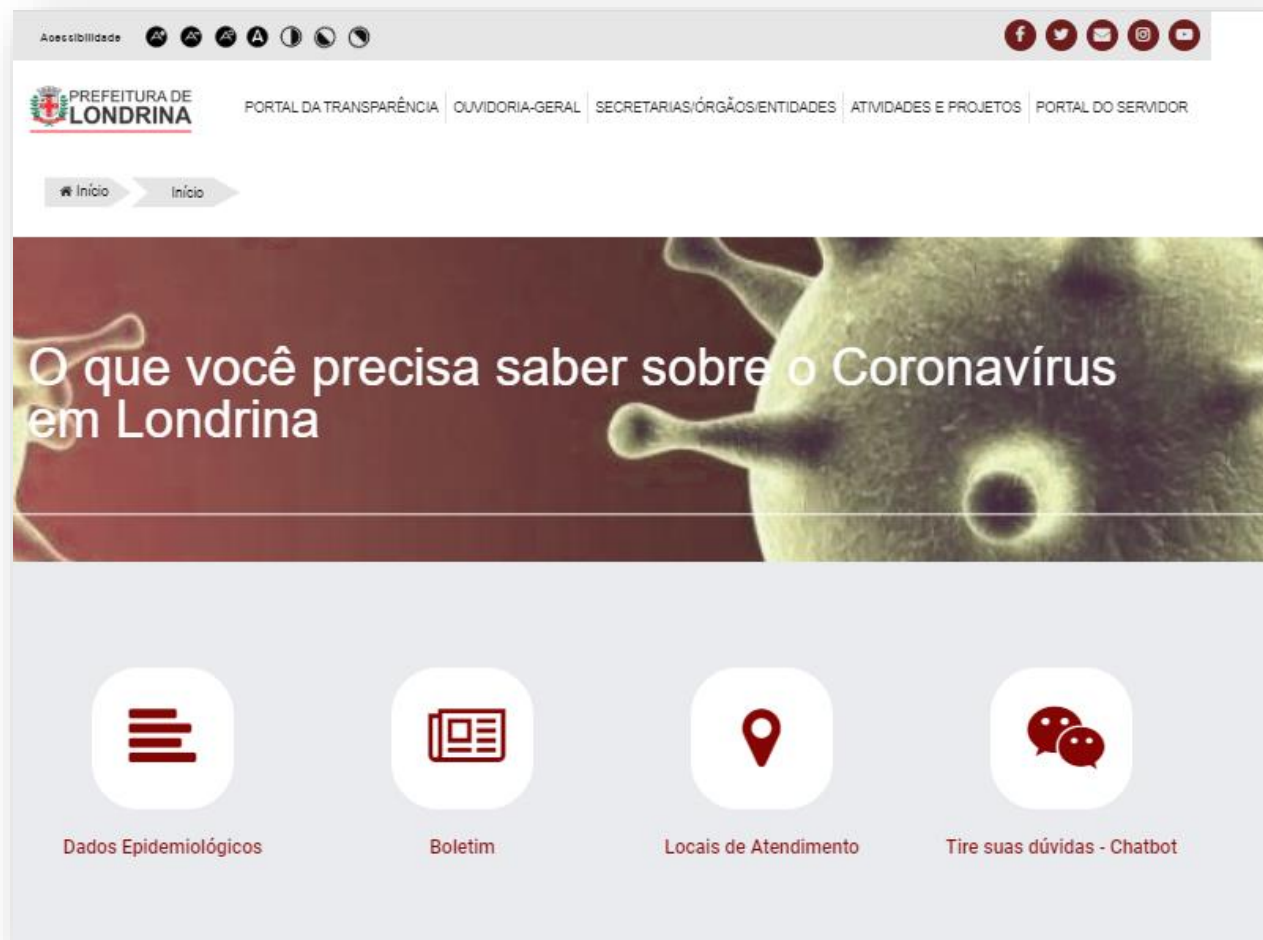 Acessibilidade
PREFEITURA DE
LONDRINA
PORTAL DA TRANSPARÊNCIA OUVIDORIA-GERAL SECRETARIAS/ÓRGÃOS/ENTIDADES ATIVIDADES E PROJETOS PORTAL DO SERVIDOR
Início Início
O que você precisa saber sobre o Coronavírus
em Londrina
Dados Epidemiológicos Boletim Locais de Atendimento Tire suas dúvidas - Chatbot